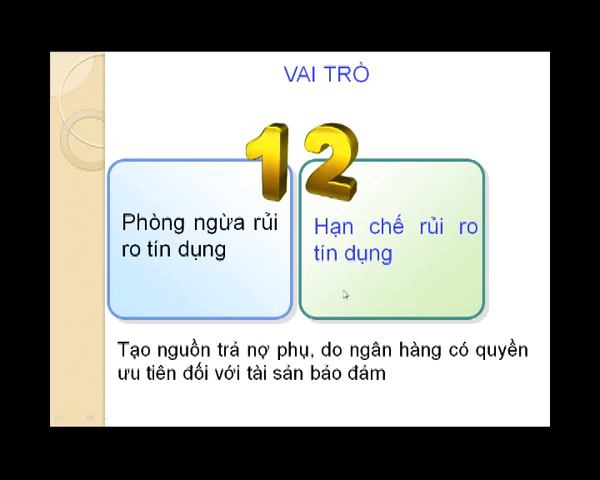 VAI TRÒ
1 2
Phòng ngừa rủi
ro tín dụng
Hạn chế rủi ro
tín dụng
Tạo nguồn trả nợ phụ, do ngân hàng có quyền
ưu tiên đối với tài sản bảo đảm